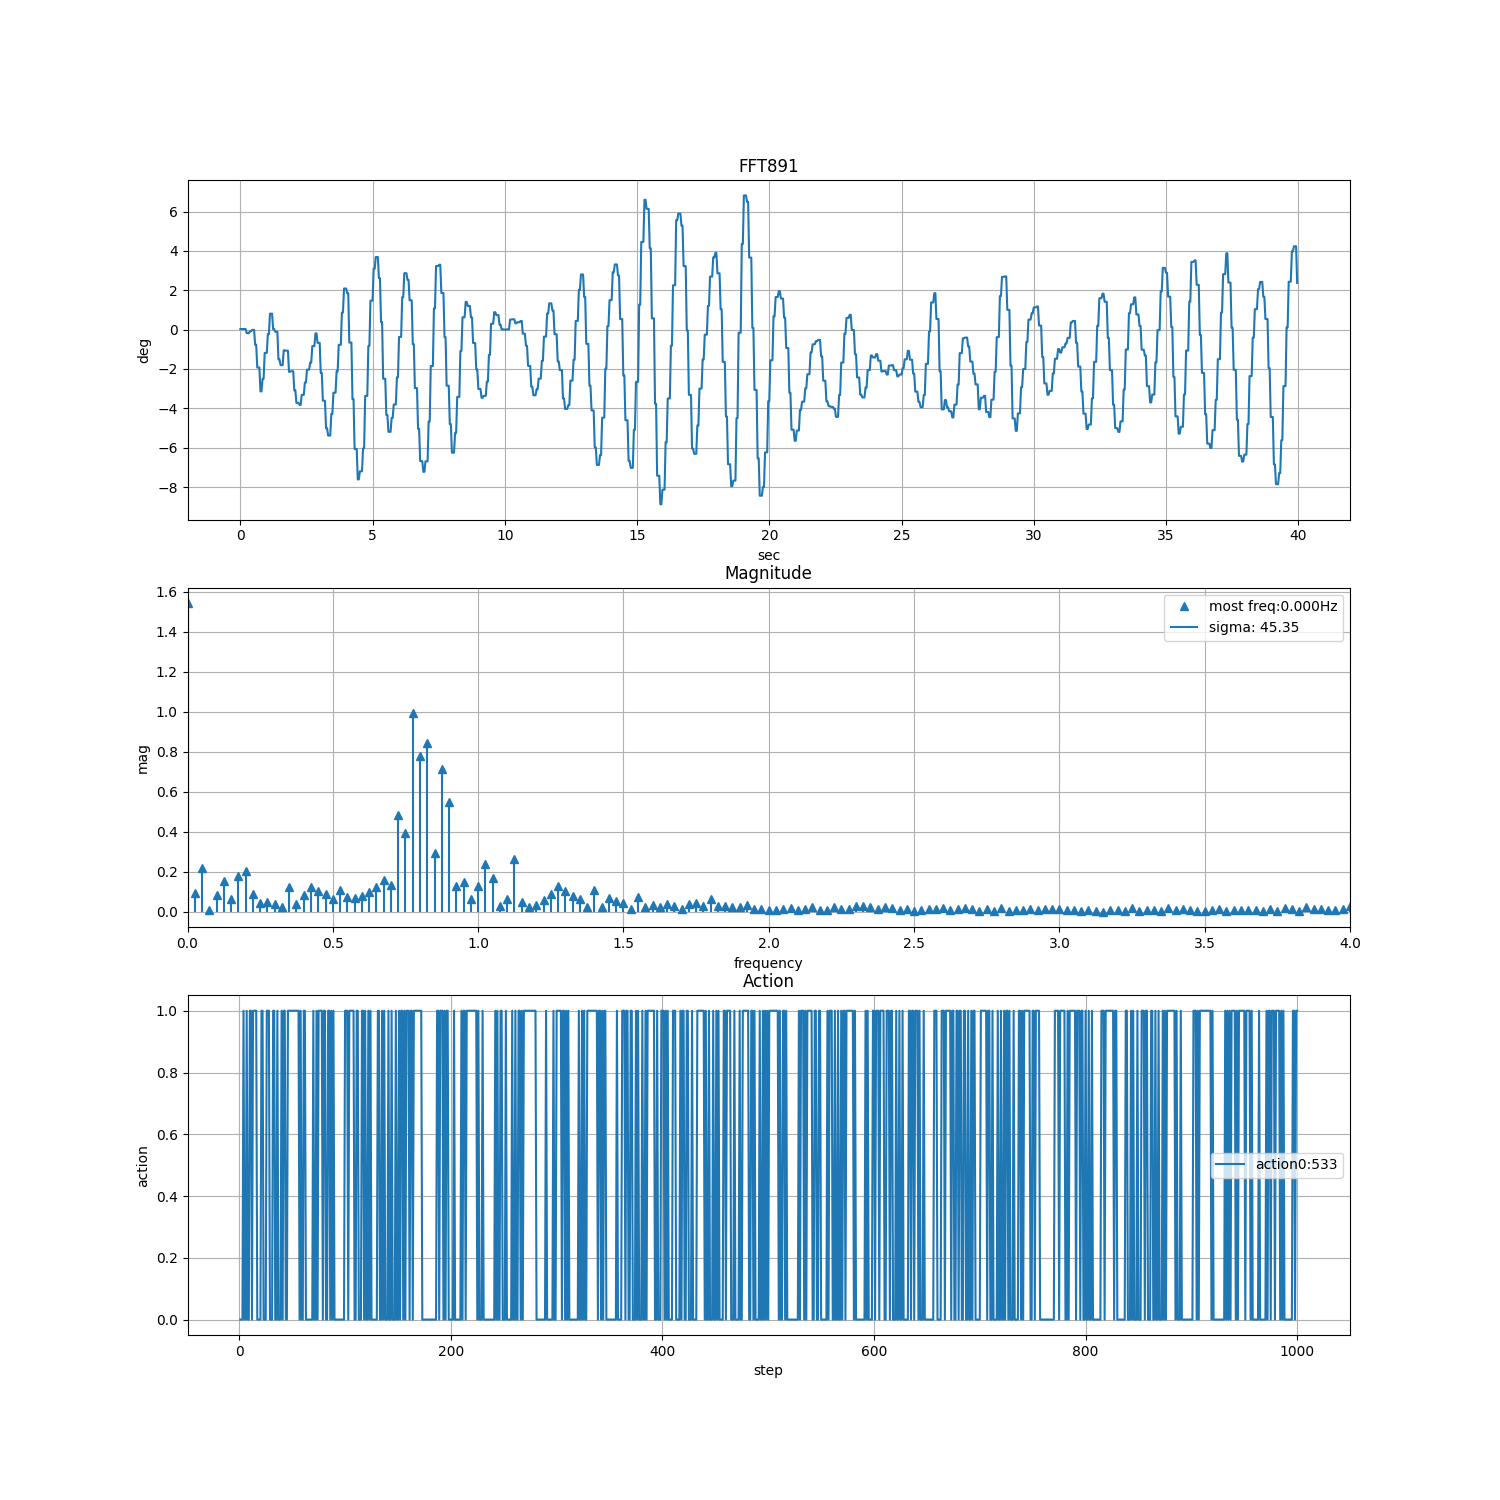 FFT891
6
4
2
0
−2
−4
−6
−8
deg
0 5 10 15 20 25 30 35 40
sec
Magnitude
1.6
1.4
1.2
1.0
0.8
0.6
0.4
0.2
0.0
mag
most freq:0.000Hz
sigma: 45.35
0.0 0.5 1.0 1.5 2.0 2.5 3.0 3.5 4.0
frequency
Action
1.0
0.8
0.6
0.4
0.2
0.0
action
action0:533
0 200 400 600 800 1000
step